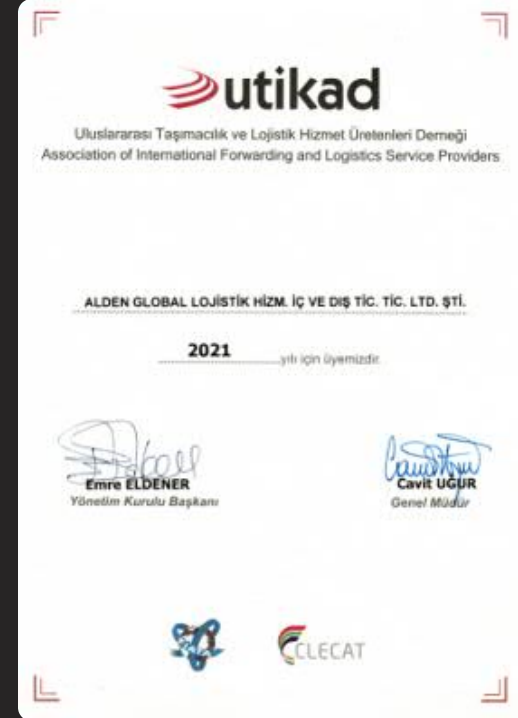 utikad
Uluslararası Taşımacılık ve Lojistik Hizmet Üretenleri Derneği
Association of International Forwarding and Logistics Service Providers
ALDEN GLOBAL LOJİSTİK HİZM. İÇ VE DIŞ TİC. TİC. LTD. ŞTİ.
2021 yılı için üyemizdir.
Emre ELDENER
Yönetim Kurulu Başkanı
Cavit UĞUR
Genel Müdür
CLECAT